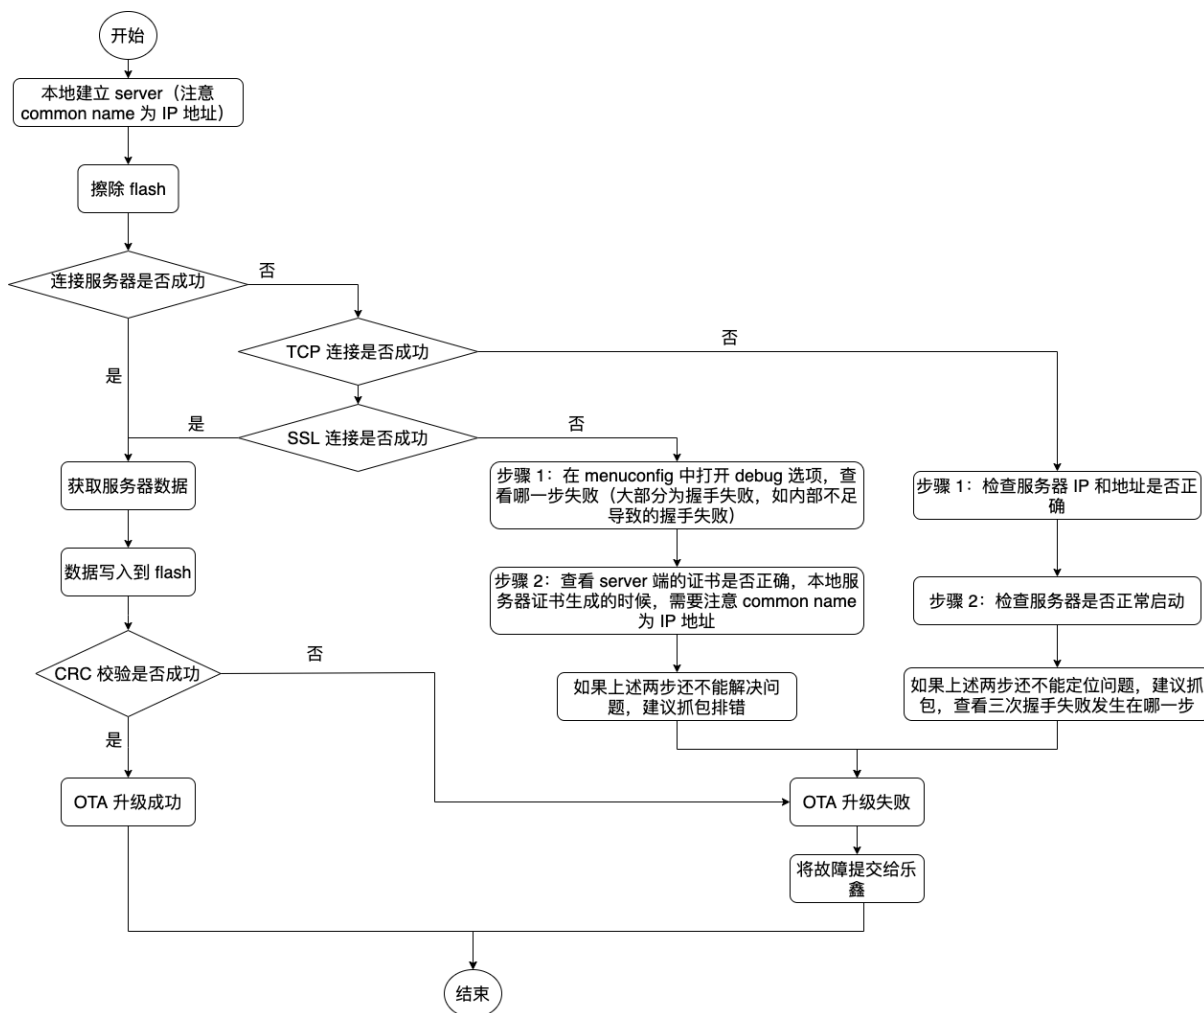 开始
本地建立 server（注意
common name 为 IP 地址）
擦除 flash
连接服务器是否成功
否
TCP 连接是否成功
否
是
SSL 连接是否成功
是
否
获取服务器数据
步骤 1：在 menuconfig 中打开 debug 选项，查
看哪一步失败（大部分为握手失败，如内部不足
导致的握手失败）
步骤 1：检查服务器 IP 和地址是否正
确
数据写入到 flash
步骤 2：查看 server 端的证书是否正确，本地服
务器证书生成的时候，需要注意 common name
为 IP 地址
步骤 2：检查服务器是否正常启动
CRC 校验是否成功
否
如果上述两步还不能解决问
题，建议抓包排错
如果上述两步还不能定位问题，建议抓
包，查看三次握手失败发生在哪一步
是
OTA 升级成功
OTA 升级失败
将故障提交给乐
鑫
结束